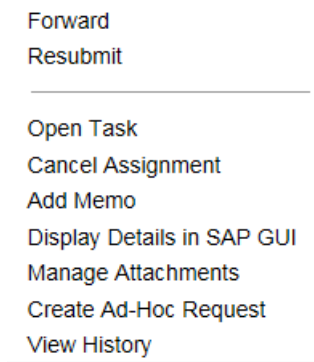 Forward
Resubmit
Open Task
Cancel Assignment
Add Memo
Display Details in SAP GUI
Manage Attachments
Create Ad-Hoc Request
View History